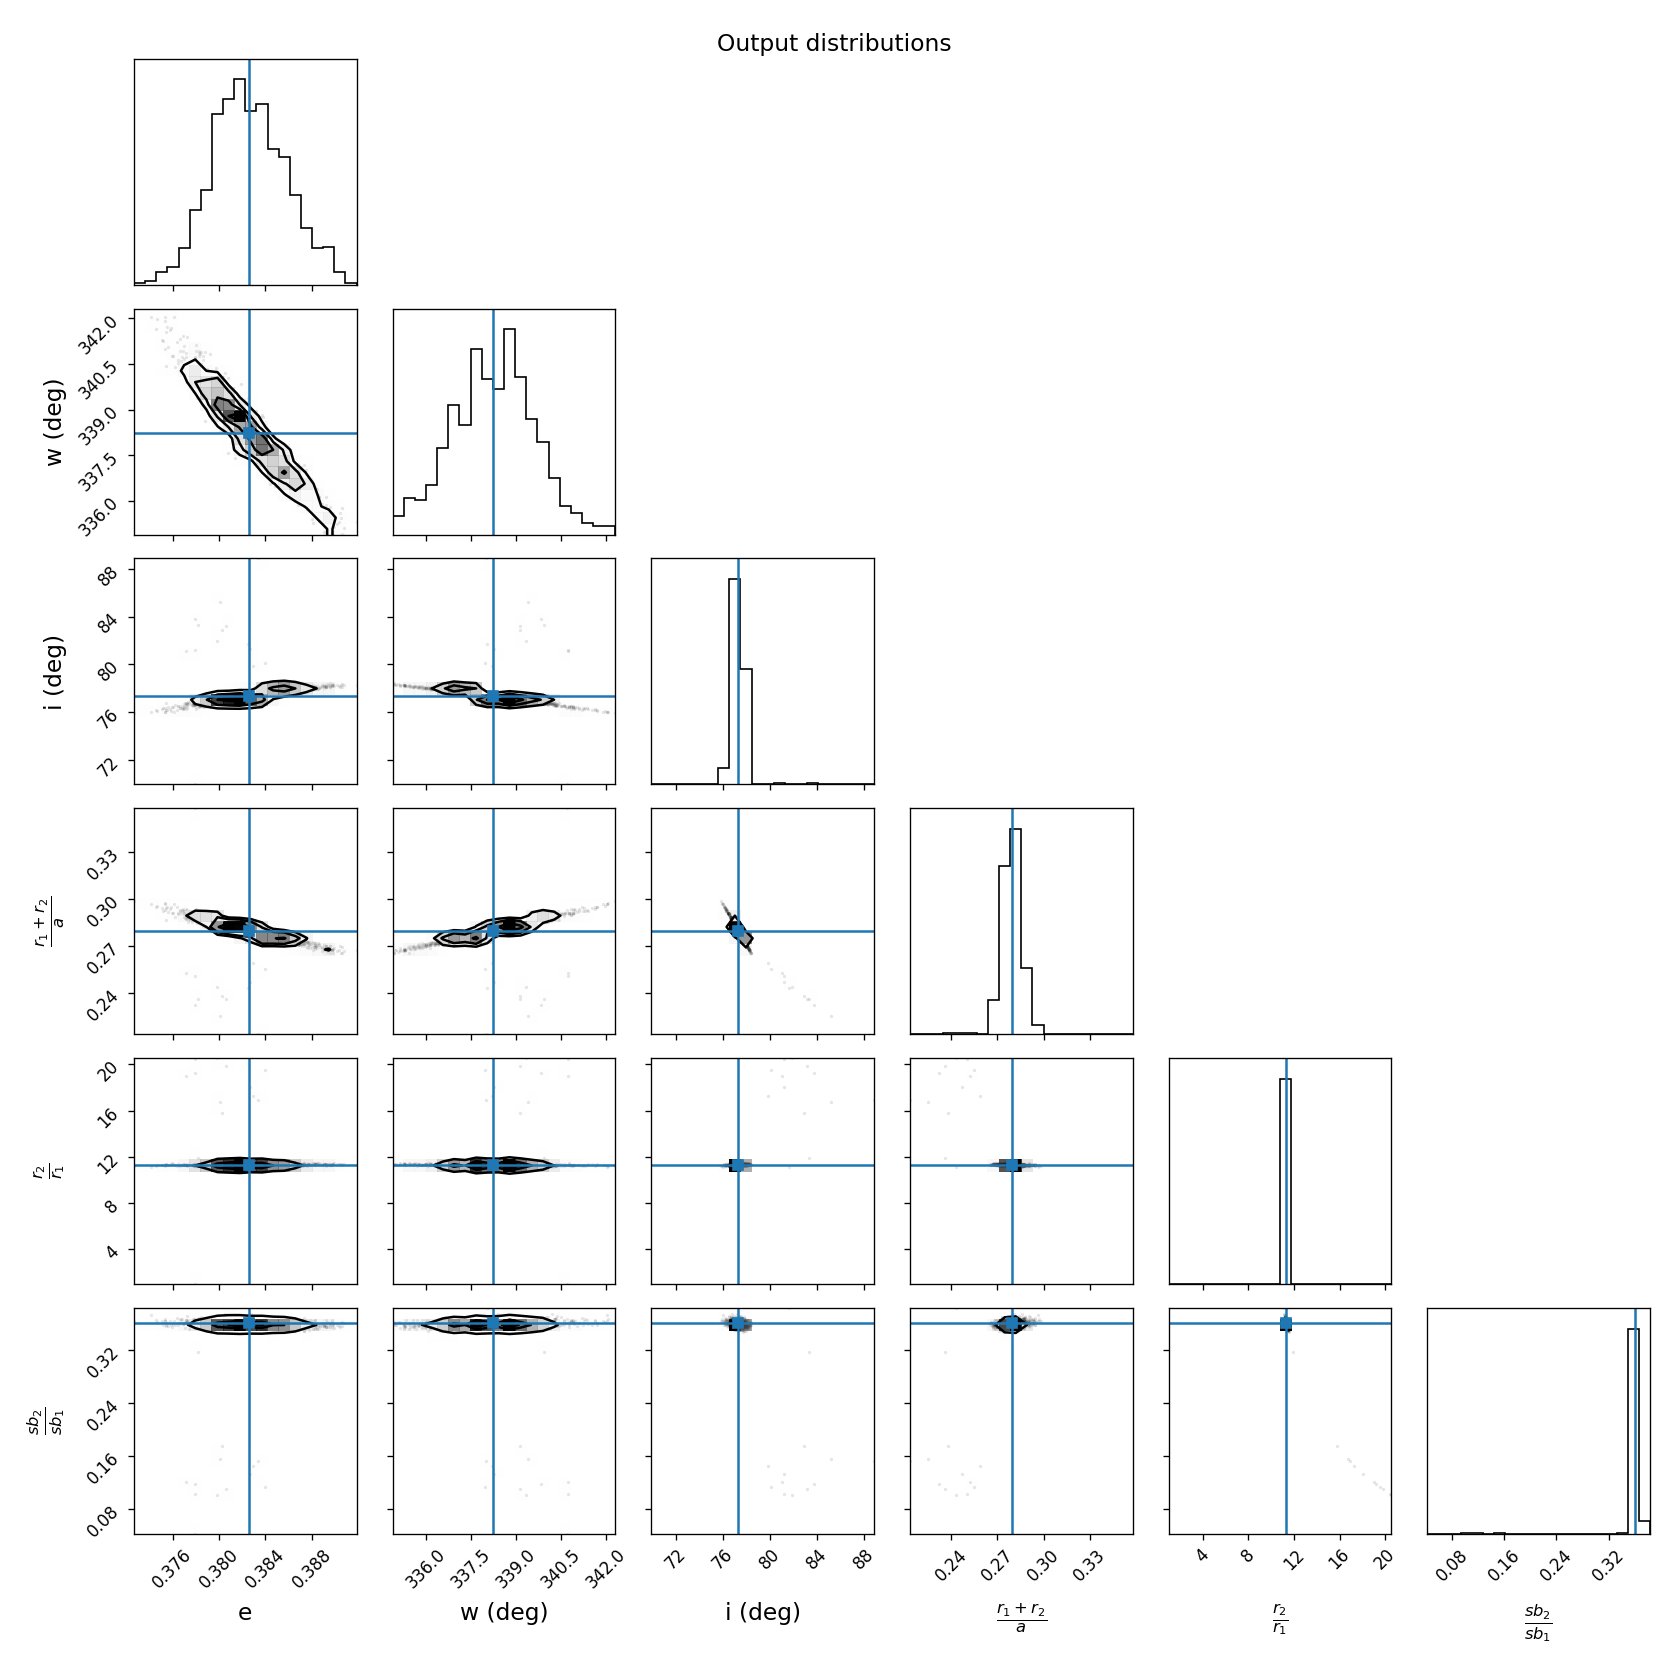 Output distributions
w (deg)
342.0
340.5
339.0
337.5
336.0
i (deg)
88
84
80
76
72
r₁ + r₂
a
0.33
0.30
0.27
0.24
r₂
r₁
20
16
12
8
4
sb₂
sb₁
0.32
0.24
0.16
0.08
0.376 0.380 0.384 0.388 336.0 337.5 339.0 340.5 342.0 72 76 80 84 88 0.24 0.27 0.30 0.33 4 8 12 16 20 0.08 0.16 0.24 0.32
e w (deg) i (deg) r₁ + r₂ r₂ sb₂
a r₁ sb₁